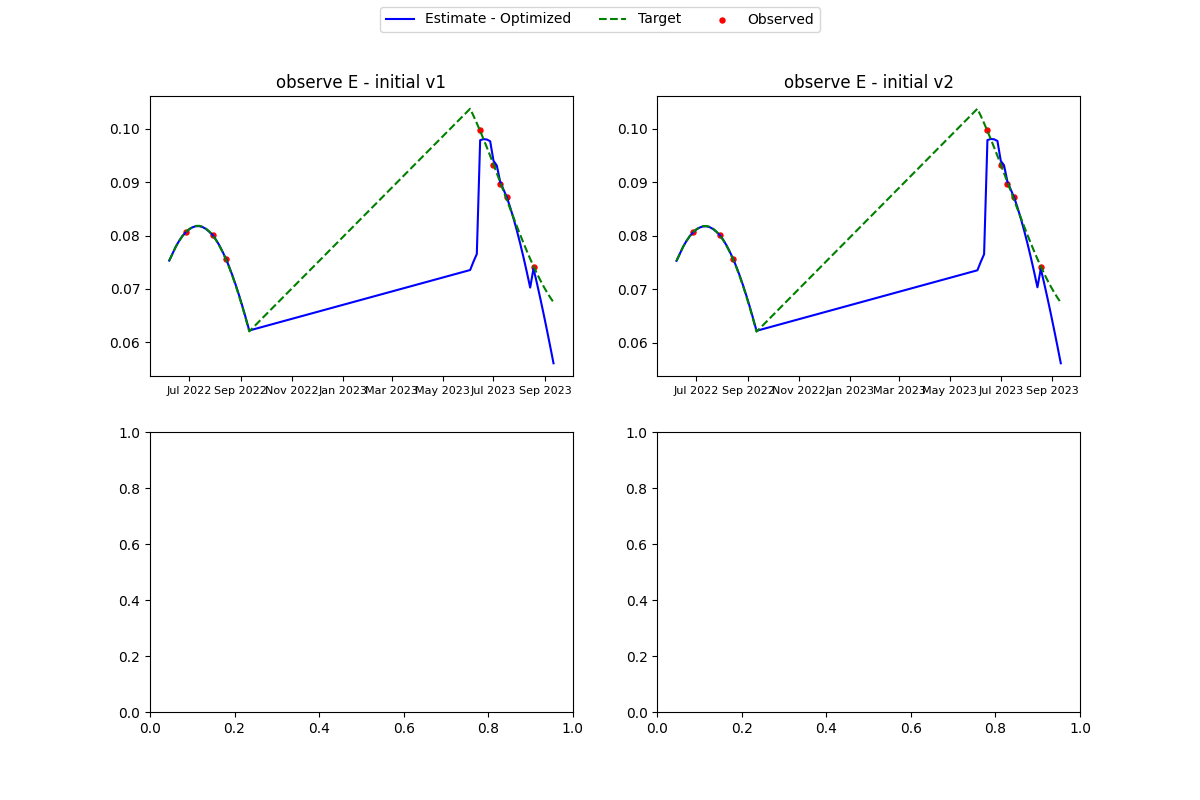 Estimate - Optimized Target Observed
observe E - initial v1 observe E - initial v2
0.10 0.10
0.09 0.09
0.08 0.08
0.07 0.07
0.06 0.06
Jul 2022 Sep 2022 Nov 2022 Jan 2023 Mar 2023 May 2023 Jul 2023 Sep 2023 Jul 2022 Sep 2022 Nov 2022 Jan 2023 Mar 2023 May 2023 Jul 2023 Sep 2023
1.0 1.0
0.8 0.8
0.6 0.6
0.4 0.4
0.2 0.2
0.0 0.0
0.0 0.2 0.4 0.6 0.8 1.0 0.0 0.2 0.4 0.6 0.8 1.0